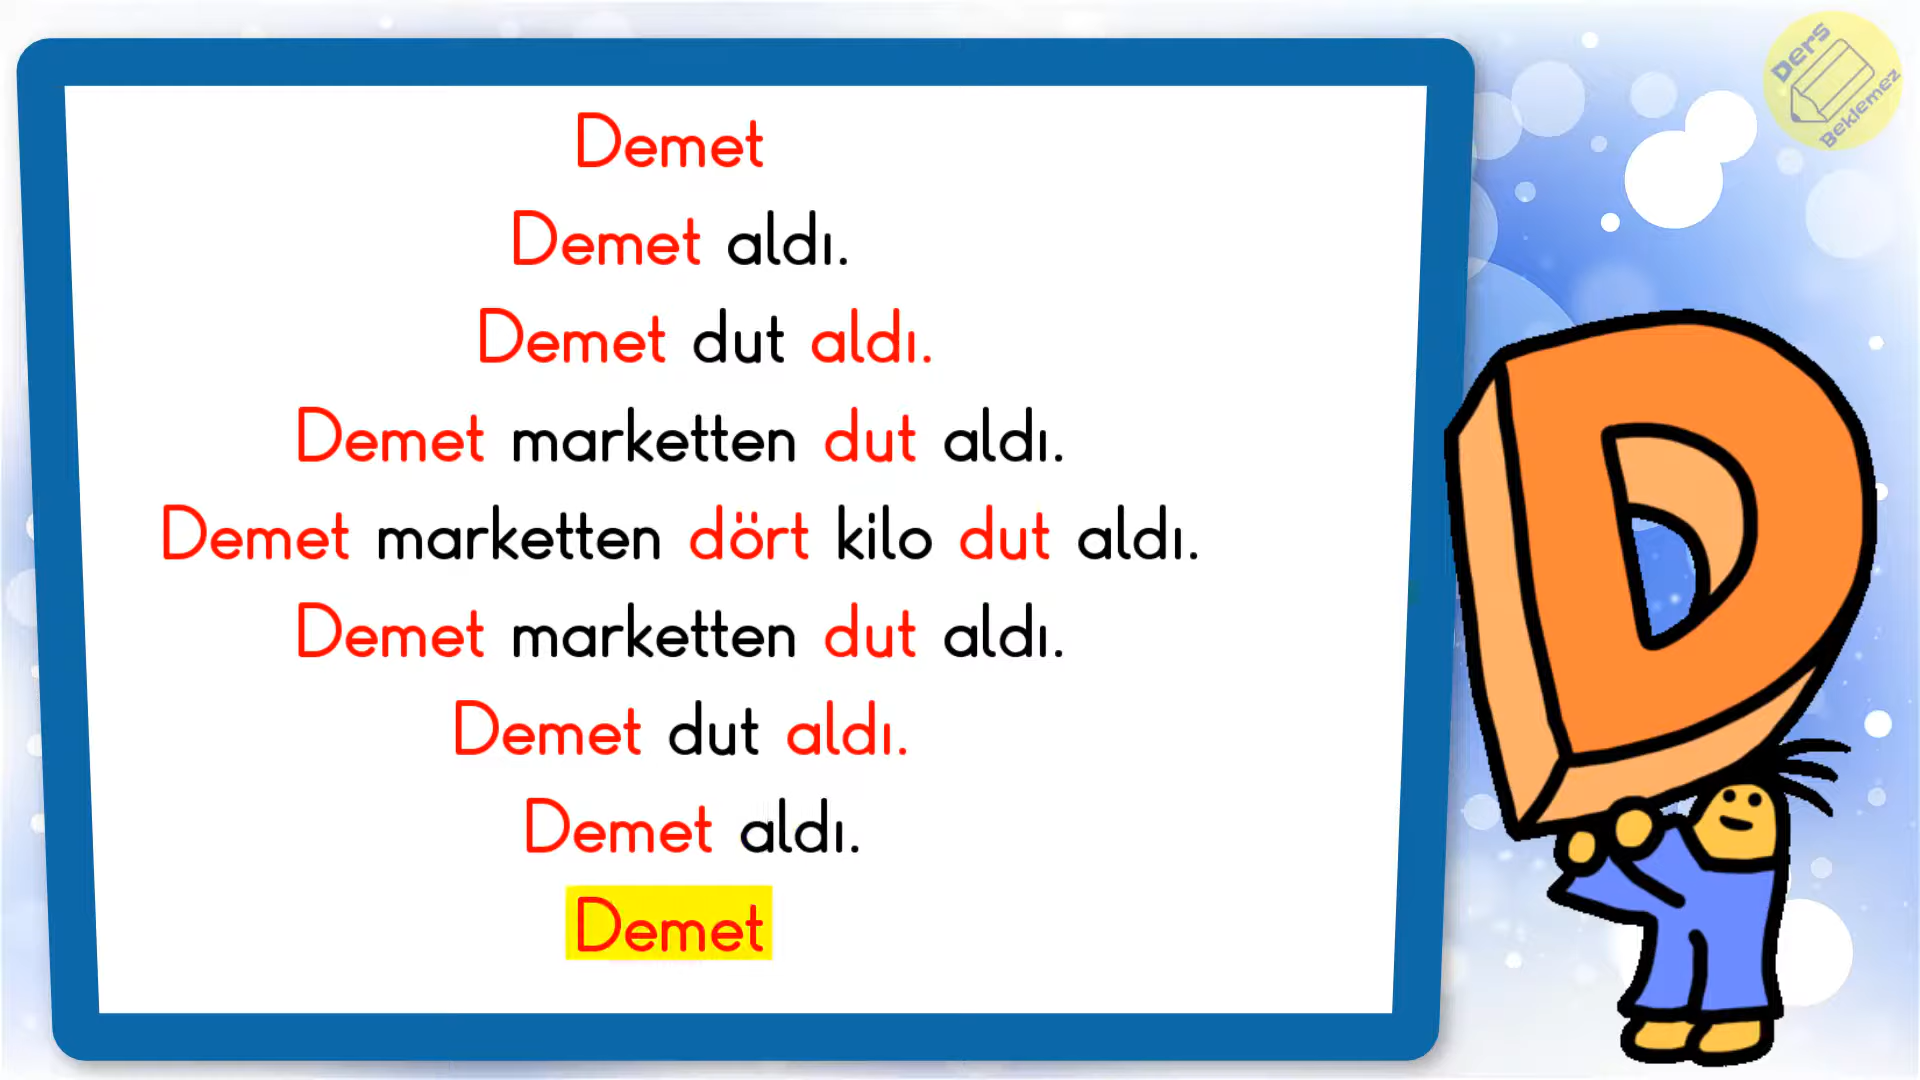 Demet
Demet aldı.
Demet dut aldı.
Demet marketten dut aldı.
Demet marketten dört kilo dut aldı.
Demet marketten dut aldı.
Demet dut aldı.
Demet aldı.
Demet
Ders
Beklemez
D